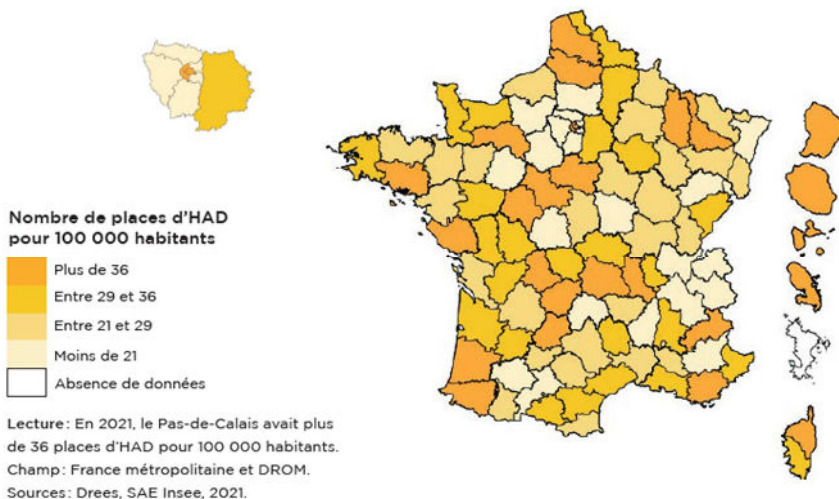 Nombre de places d’HAD
pour 100 000 habitants
Plus de 36
Entre 29 et 36
Entre 21 et 29
Moins de 21
Absence de données
Lecture : En 2021, le Pas-de-Calais avait plus
de 36 places d’HAD pour 100 000 habitants.
Champ : France métropolitaine et DROM.
Sources : Drees, SAE Insee, 2021.